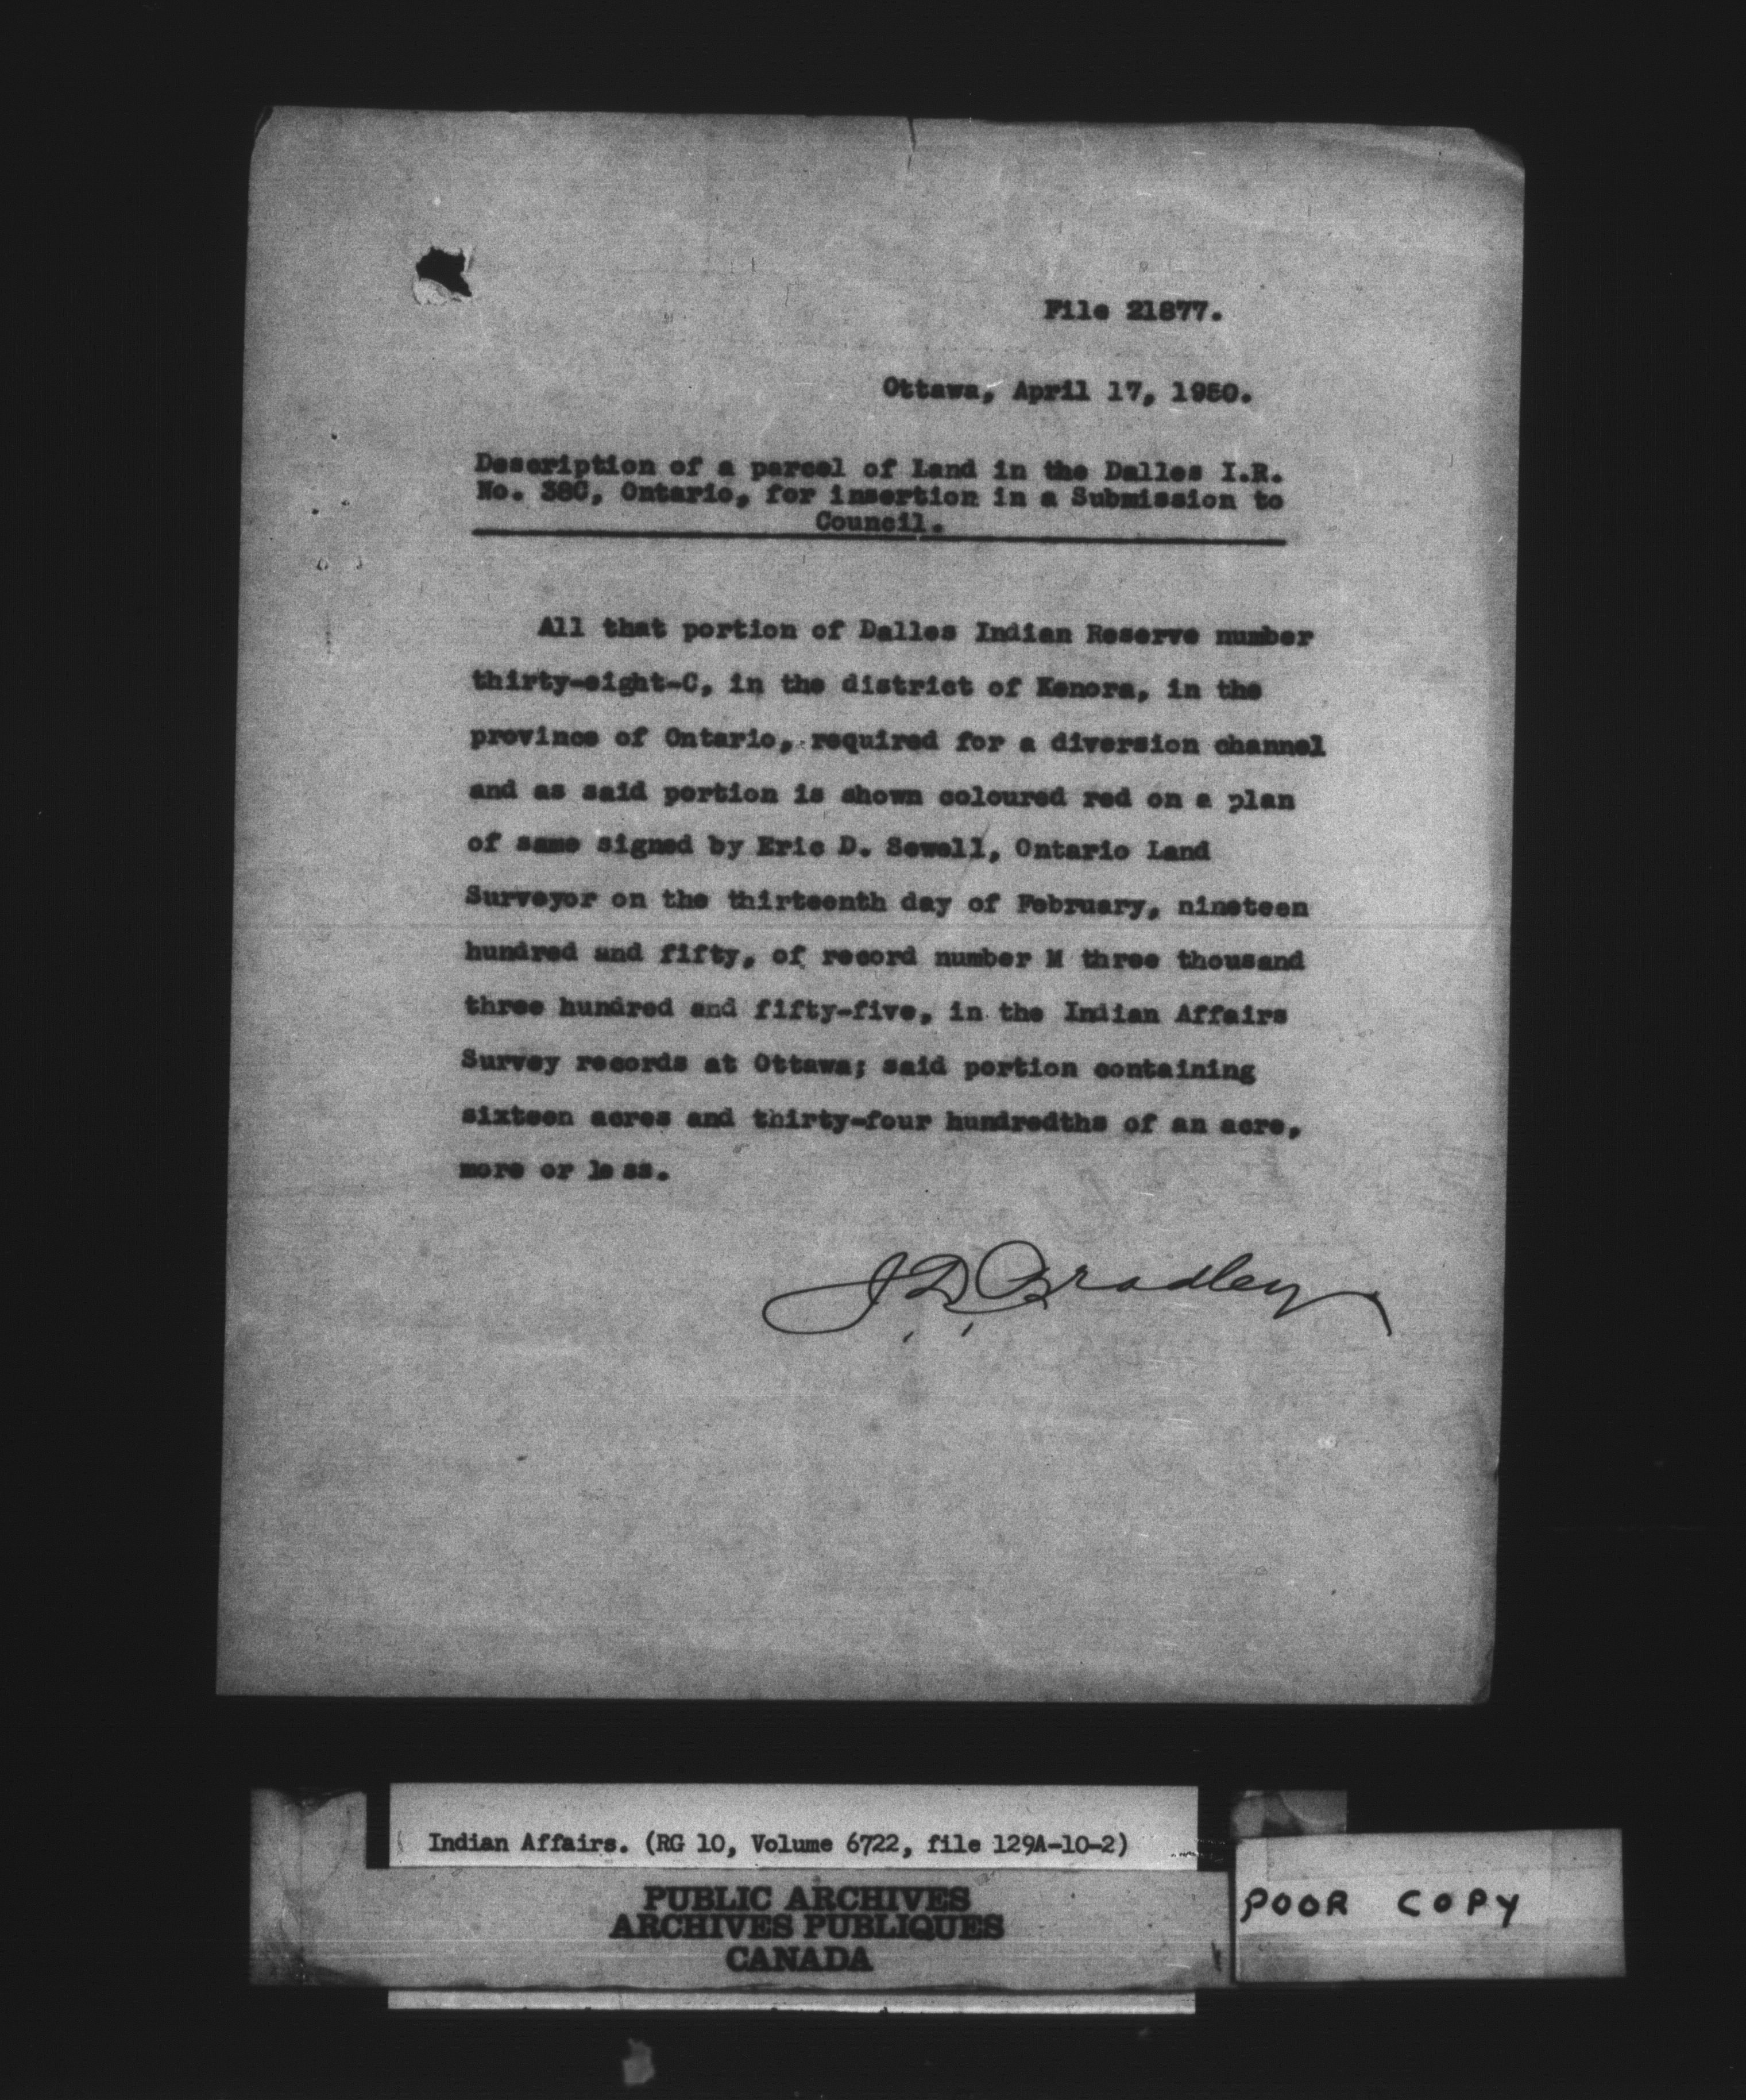 File 21877.
Ottawa, April 17, 1950.
Description of a parcel of Land in the Dalles I.R.
No. 38C, Ontario, for insertion in a Submission to
Council.
All that portion of Dalles Indian Reserve number
thirty-eight-C, in the district of Kenora, in the
province of Ontario, required for a diversion channel
and as said portion is shown coloured red on a plan
of same signed by Eric D. Sewell, Ontario Land
Surveyor on the thirteenth day of February, nineteen
hundred and fifty, of record number M three thousand
three hundred and fifty-five, in the Indian Affairs
Survey records at Ottawa; said portion containing
sixteen acres and thirty-four hundredths of an acre,
more or less.
J. D. Bradley
Indian Affairs. (RG 10, Volume 6722, file 129A-10-2)
PUBLIC ARCHIVES
ARCHIVES PUBLIQUES
CANADA
POOR COPY